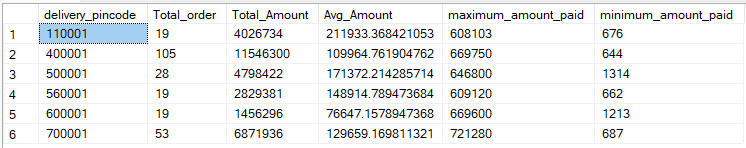 delivery_pincode Total_order Total_Amount Avg_Amount maximum_amount_paid minimum_amount_paid
1 110001 19 4026734 211933.368421053 608103 676
2 400001 105 11546300 109964.761904762 669750 644
3 500001 28 4798422 171372.214285714 646800 1314
4 560001 19 2829381 148914.789473684 609120 662
5 600001 19 1456296 76647.1578947368 669600 1213
6 700001 53 6871936 129659.169811321 721280 687